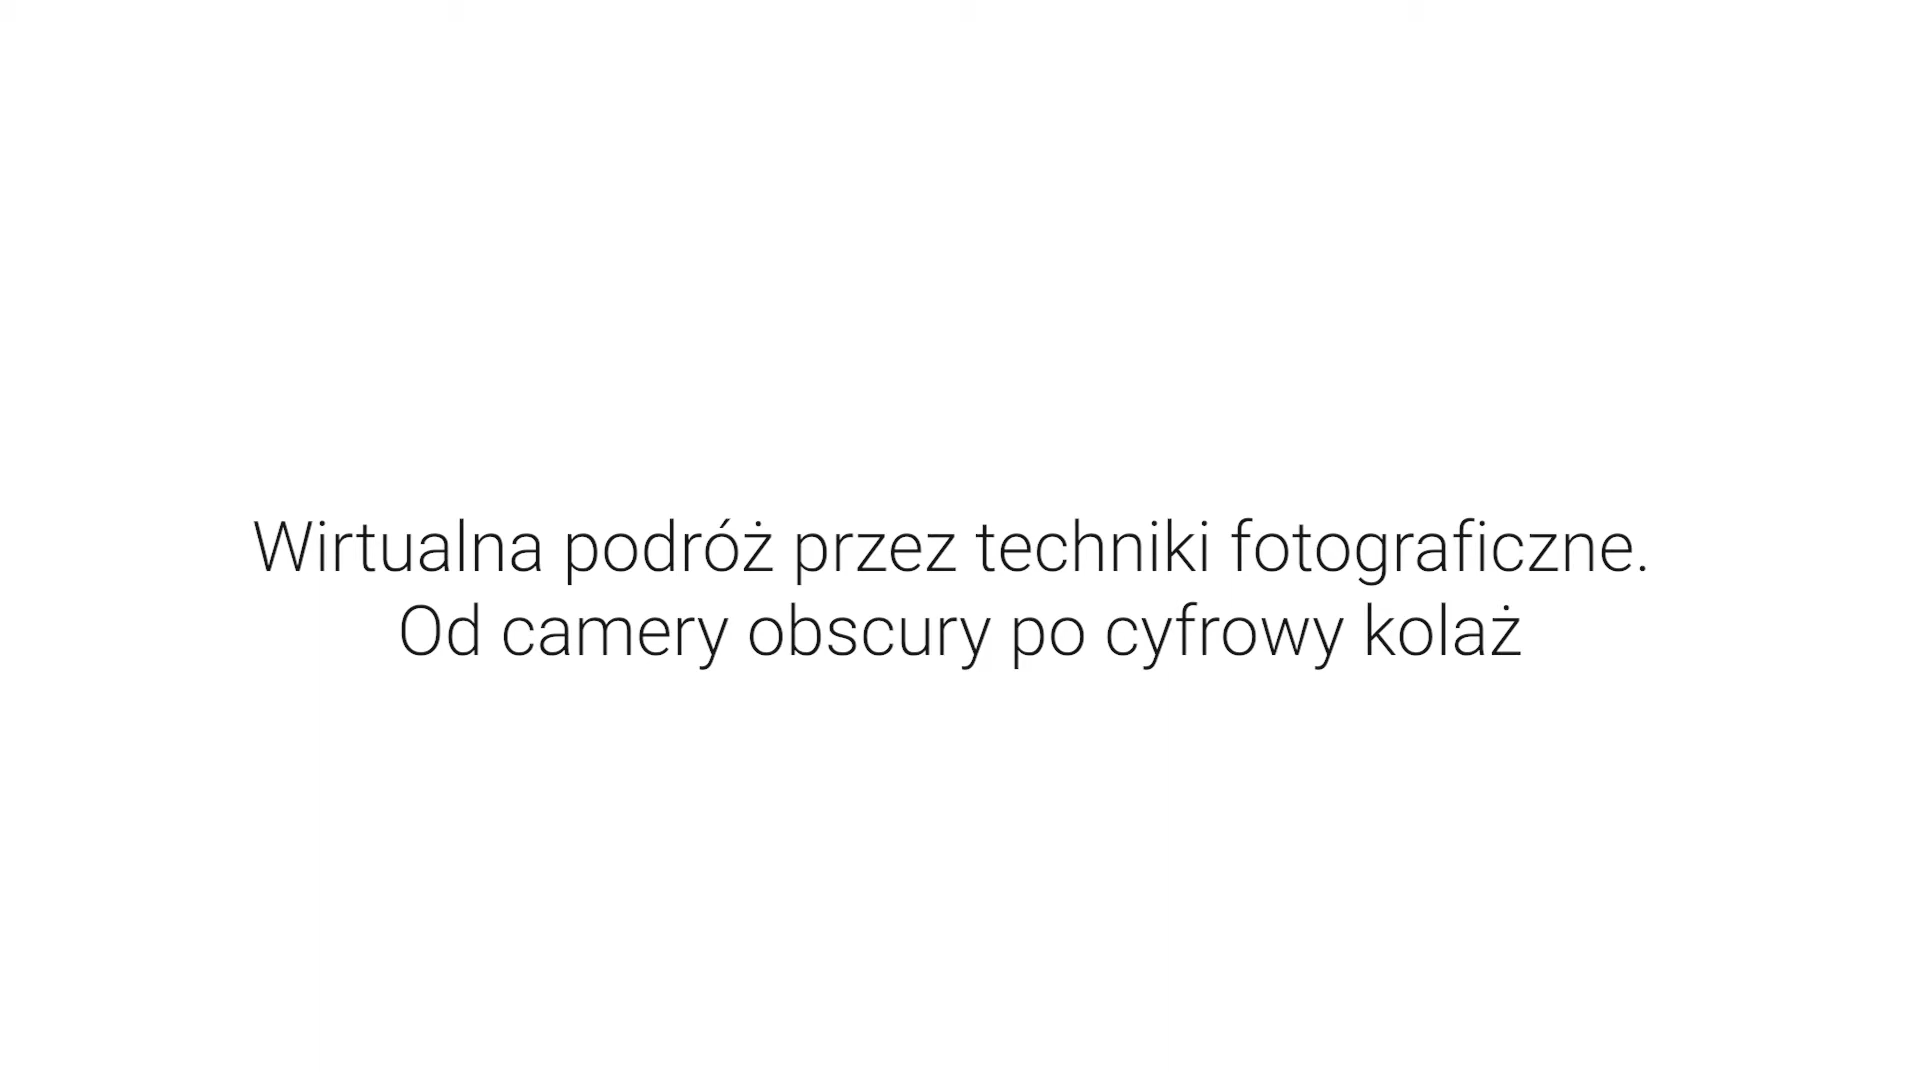 Wirtualna podróż przez techniki fotograficzne.
Od camery obscury po cyfrowy kolaż